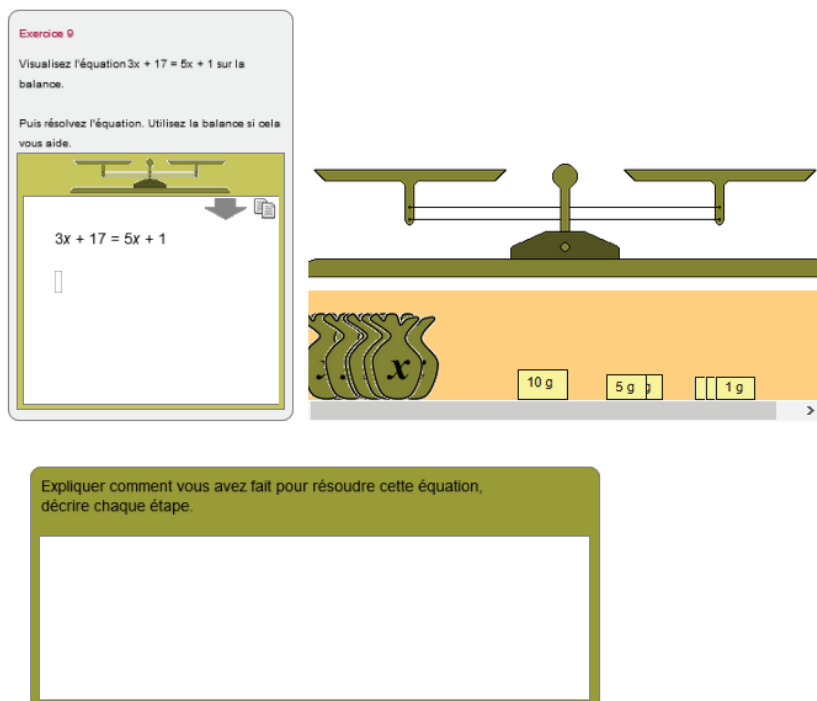 Exercice 9
Visualisez l'équation 3x + 17 = 5x + 1 sur la
balance.
Puis résolvez l'équation. Utilisez la balance si cela
vous aide.
3x + 17 = 5x + 1
x
10 g
5 g
g
1 g
Expliquer comment vous avez fait pour résoudre cette équation,
décrire chaque étape.